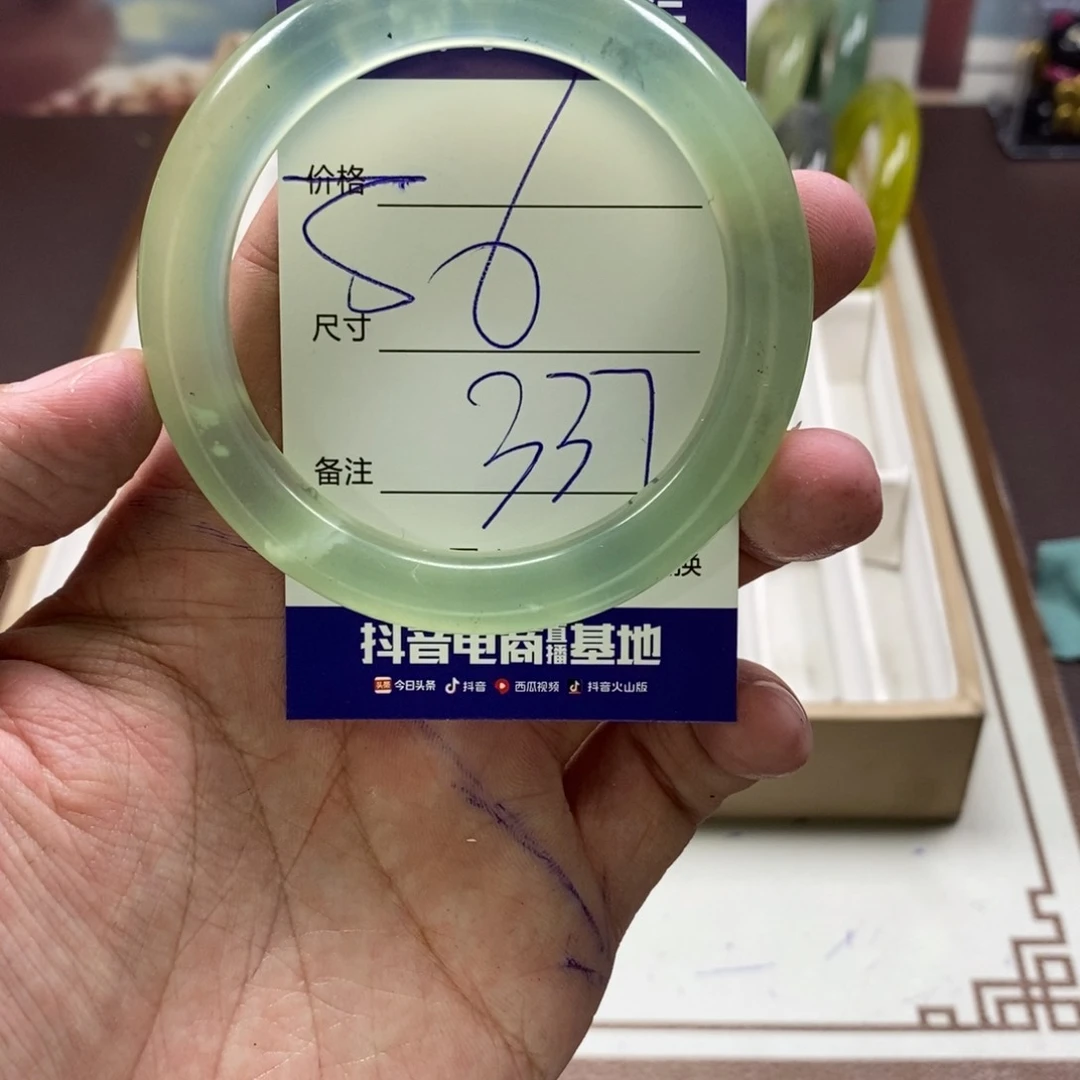 价格
56
尺寸
337
备注
换
抖音电商直播基地
今日头条 抖音 西瓜视频 抖音火山版